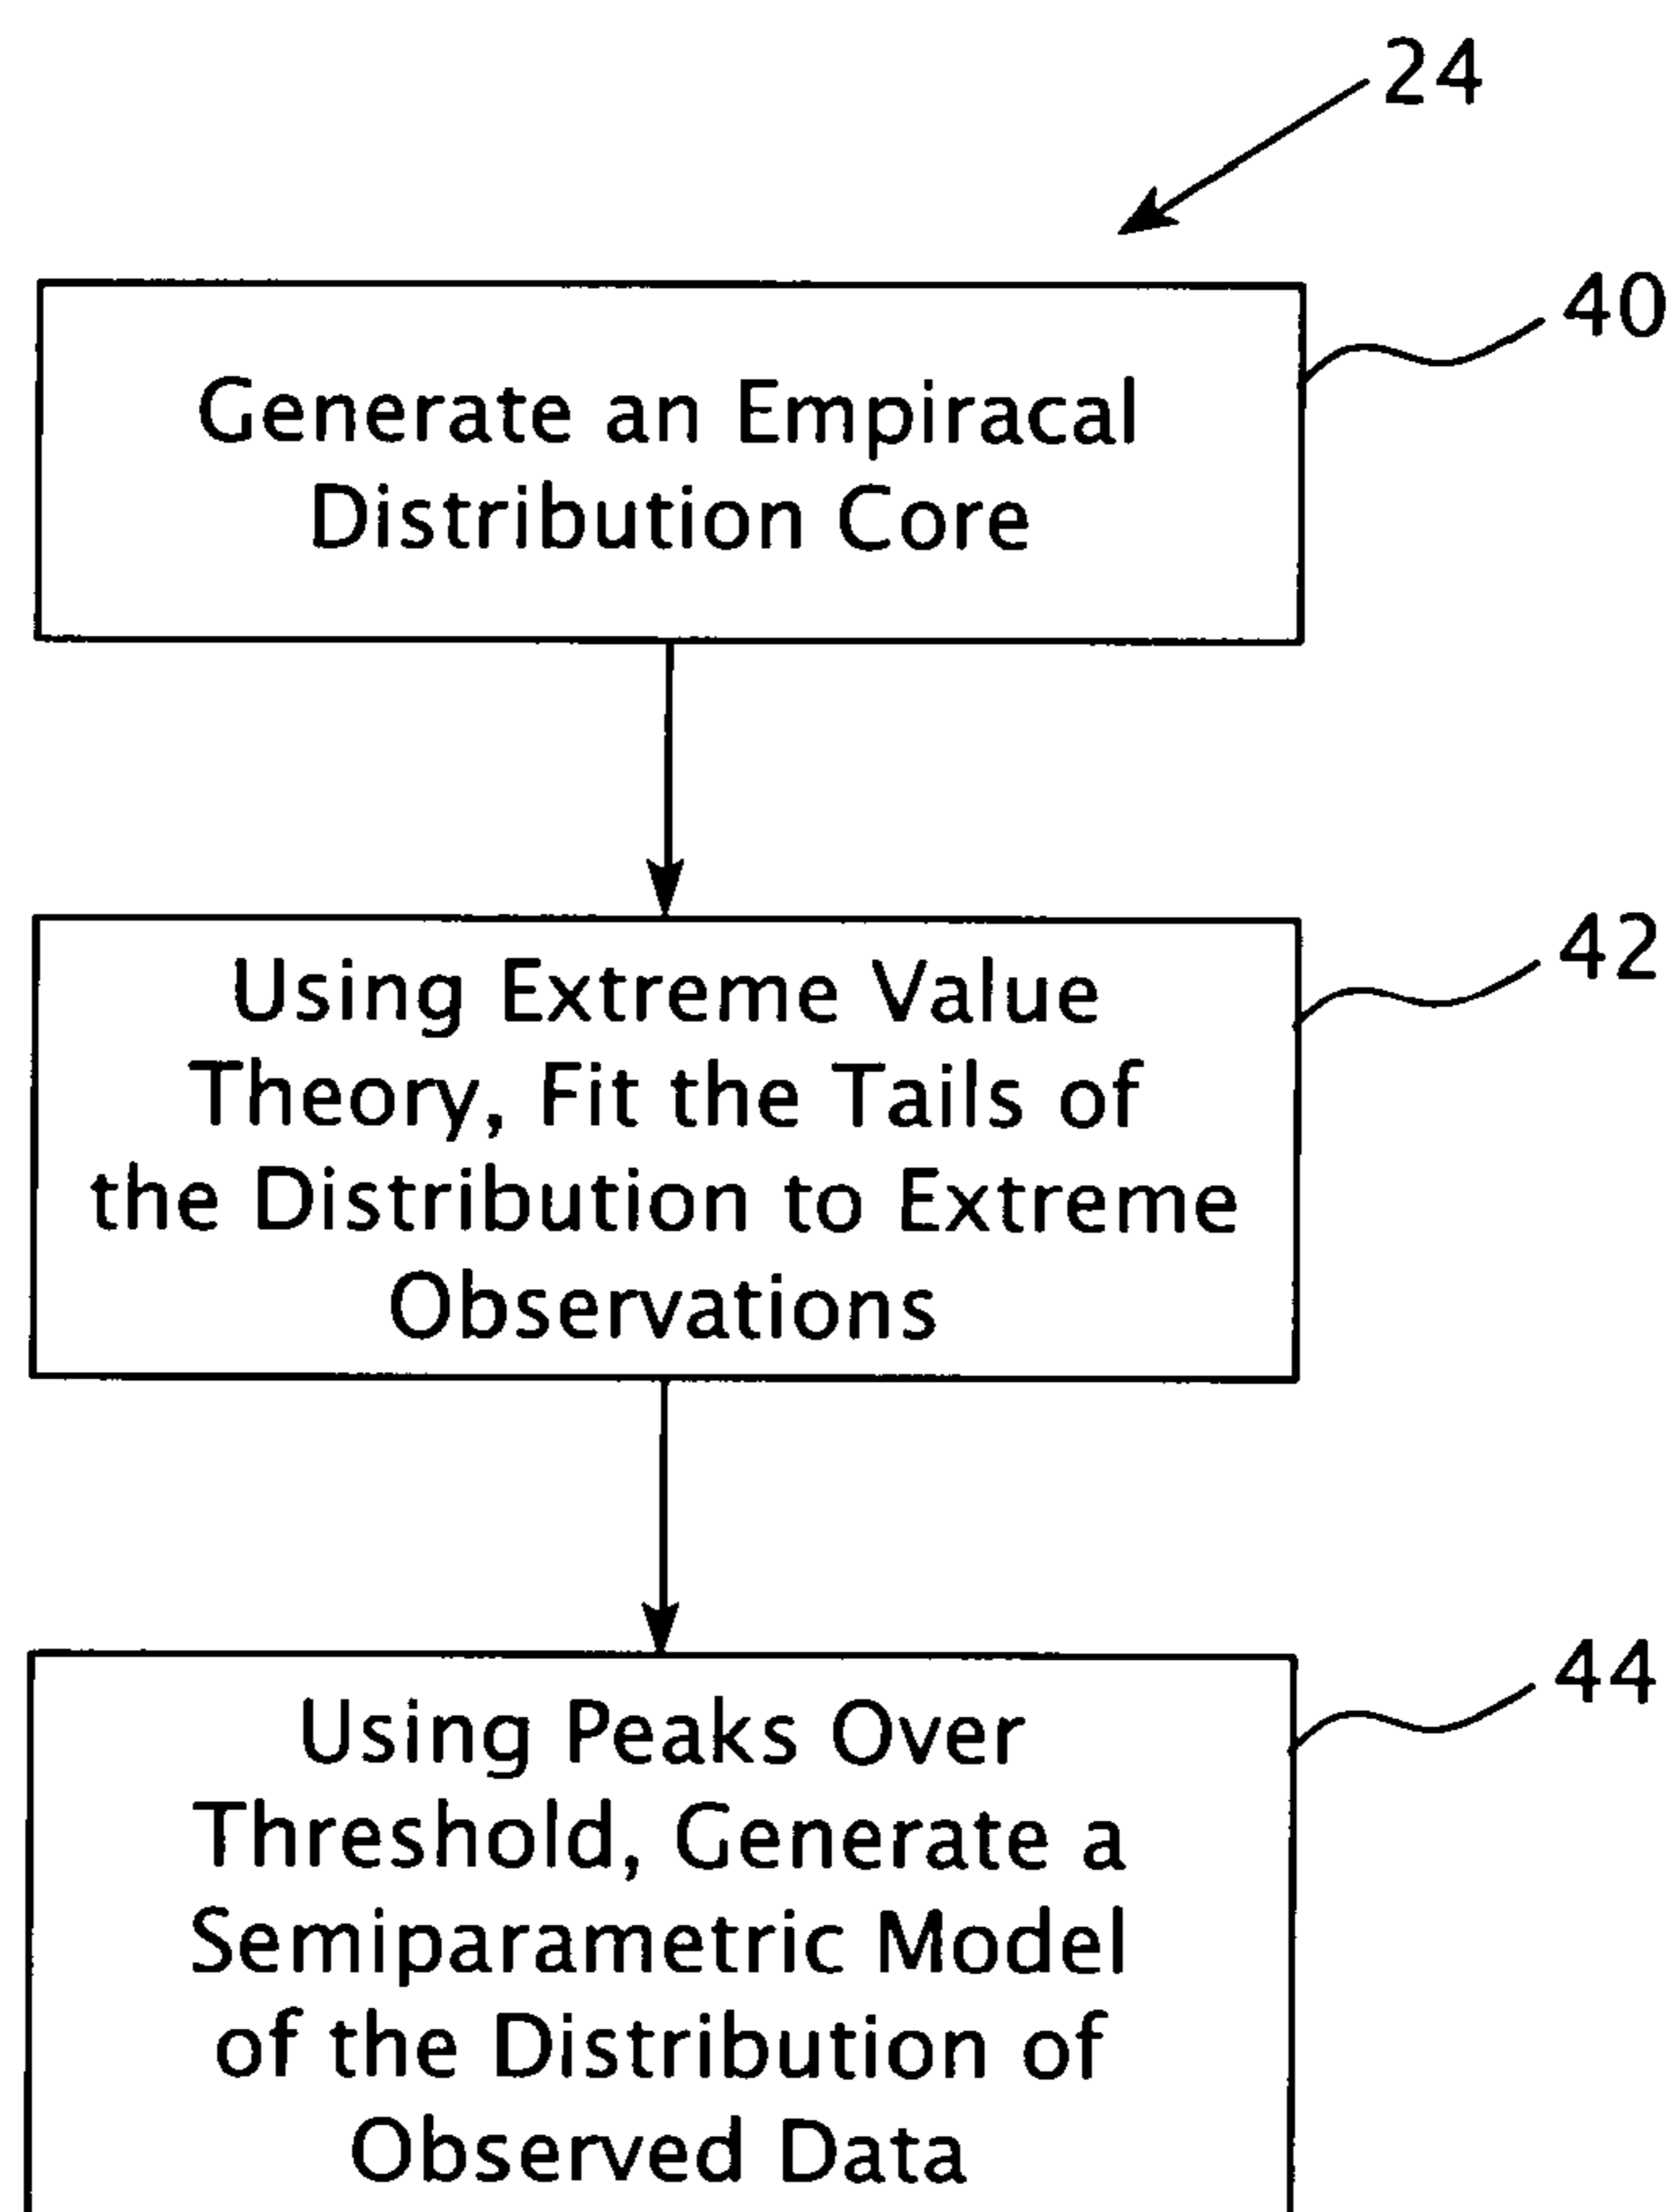 24
40
Generate an Empiracal
Distribution Core
42
Using Extreme Value
Theory, Fit the Tails of
the Distribution to Extreme
Observations
44
Using Peaks Over
Threshold, Generate a
Semiparametric Model
of the Distribution of
Observed Data